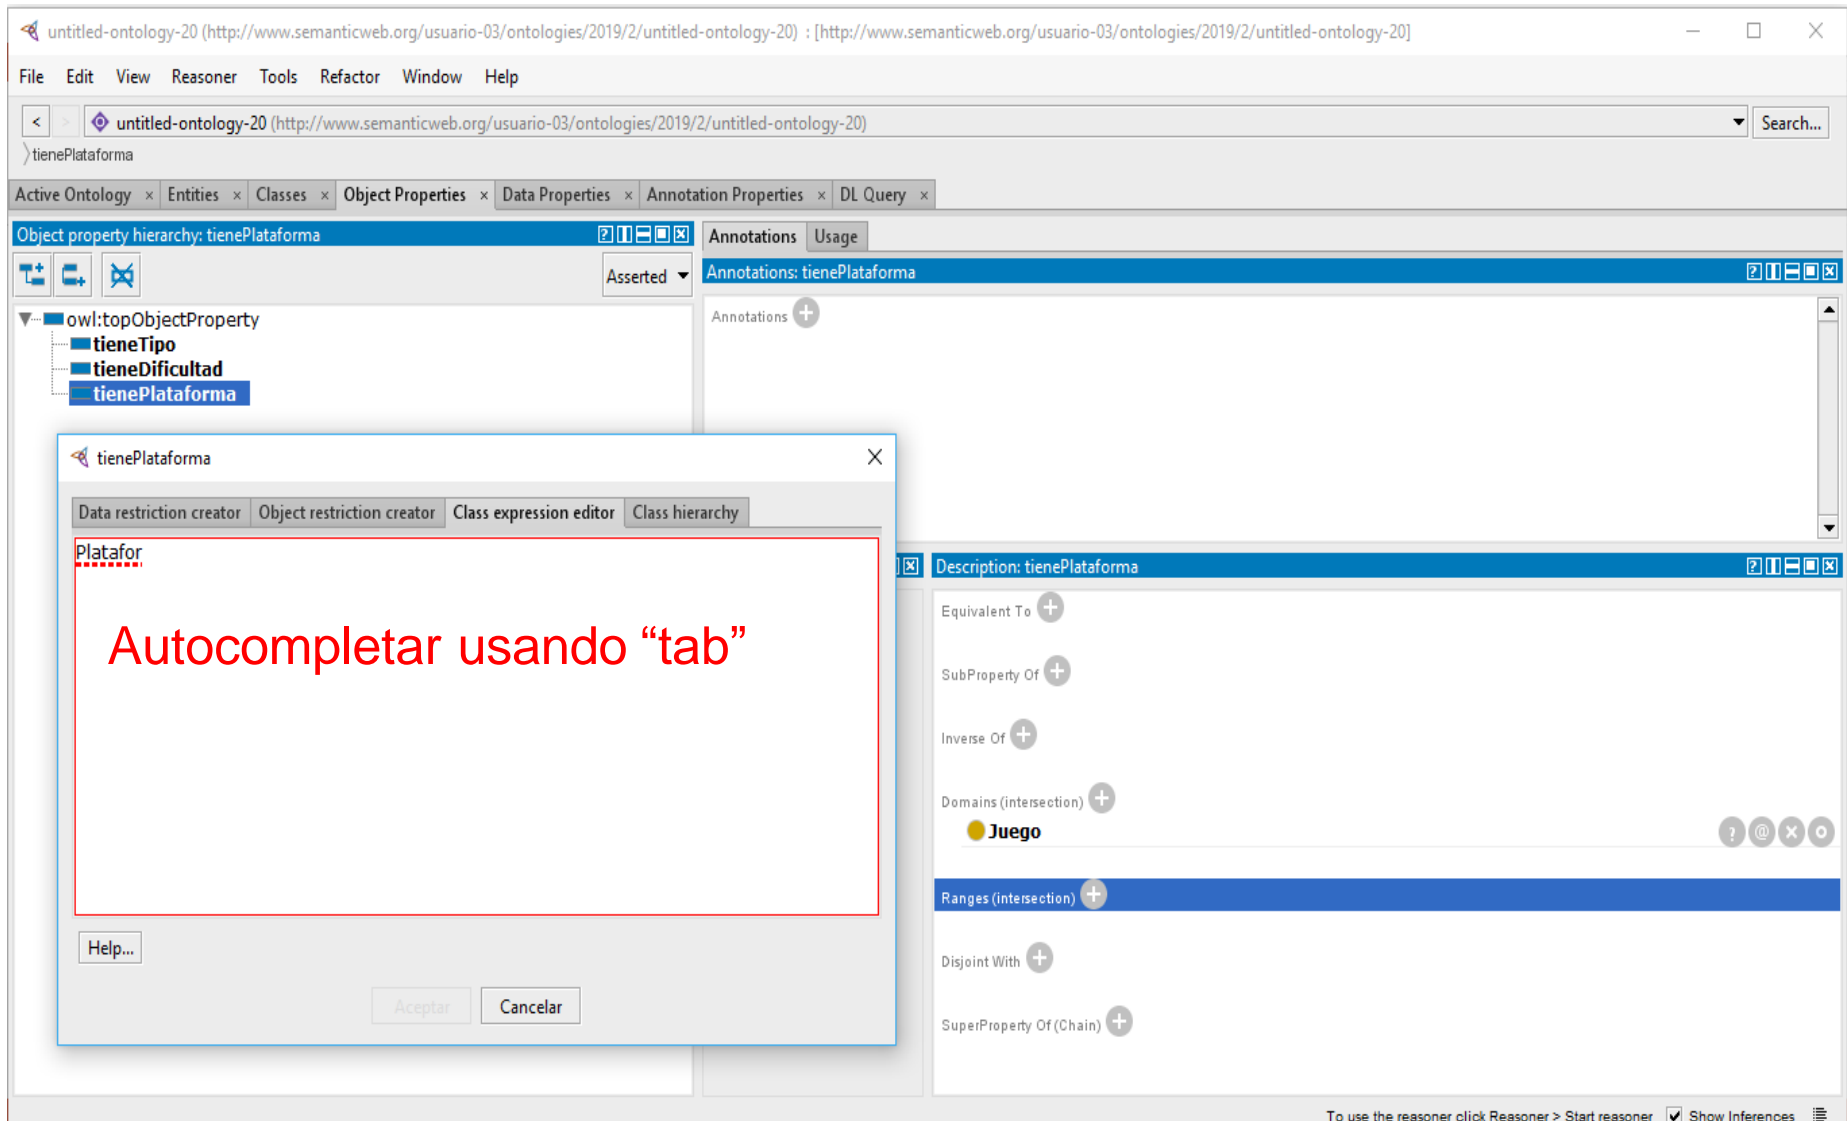 untitled-ontology-20 (http://www.semanticweb.org/usuario-03/ontologies/2019/2/untitled-ontology-20) : [http://www.semanticweb.org/usuario-03/ontologies/2019/2/untitled-ontology-20]
File Edit View Reasoner Tools Refactor Window Help
< > untitled-ontology-20 (http://www.semanticweb.org/usuario-03/ontologies/2019/2/untitled-ontology-20) Search...
tienePlataforma
Active Ontology × Entities × Classes × Object Properties × Data Properties × Annotation Properties × DL Query ×
Object property hierarchy: tienePlataforma
Asserted
owl:topObjectProperty
tieneTipo
tieneDificultad
tienePlataforma
Annotations Usage
Annotations: tienePlataforma
Annotations
tienePlataforma
Data restriction creator Object restriction creator Class expression editor Class hierarchy
Platafor
Autocompletar usando “tab”
Help...
Aceptar Cancelar
Description: tienePlataforma
Equivalent To
SubProperty Of
Inverse Of
Domains (intersection)
Juego
Ranges (intersection)
Disjoint With
SuperProperty Of (Chain)
To use the reasoner click Reasoner > Start reasoner Show Inferences